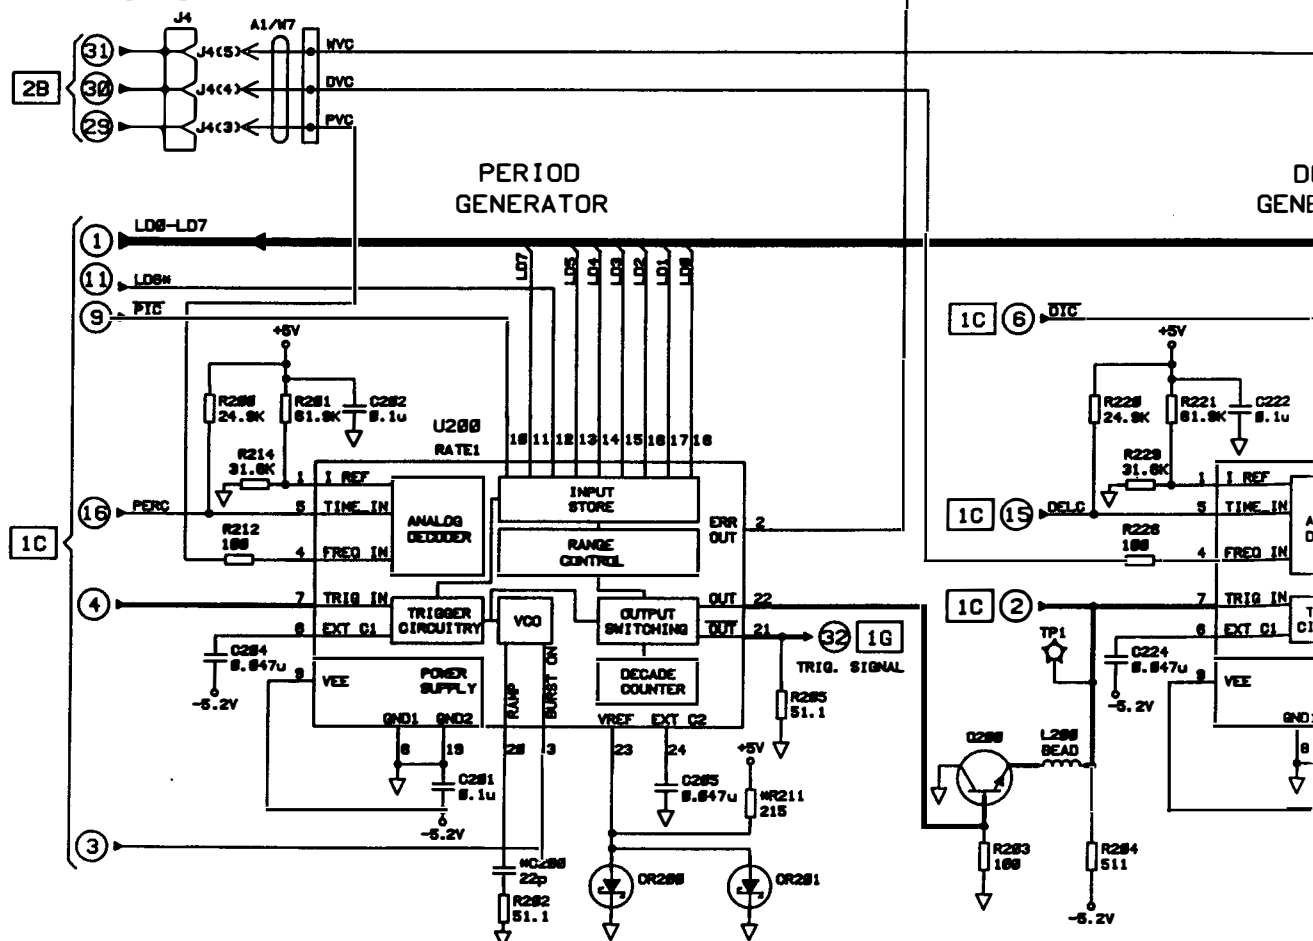 J4
A1/W7
31
J4(5)
WVC
2B
30
J4(4)
DVC
29
J4(3)
PVC
PERIOD
GENERATOR
1
LD0-LD7
11
LD6*
9
PIC
LD7
LD5
LD4
LD3
LD2
LD1
LD0
1C
6
DIC
+5V
R200
24.9K
R201
61.9K
C202
0.1u
R214
31.6K
U200
RATE1
10
11
12
13
14
15
16
17
18
1
I REF
16
PERC
5
TIME_IN
R212
100
4
FREQ IN
ANALOG
DECODER
INPUT
STORE
RANGE
CONTROL
ERR
OUT
2
1C
4
7
TRIG IN
6
EXT C1
TRIGGER
CIRCUITRY
VCO
OUTPUT
SWITCHING
DECADE
COUNTER
OUT
22
OUT
21
32
1G
TRIG. SIGNAL
C204
0.047u
-5.2V
9
VEE
POWER
SUPPLY
GND1
GND2
RAMP
BURST ON
VREF
EXT C2
8
19
20
3
23
24
C201
0.1u
-5.2V
R205
51.1
C205
0.047u
+5V
*R211
215
3
*C200
22p
R202
51.1
CR200
CR201
+5V
R220
24.9K
R221
61.9K
C222
0.1u
R229
31.6K
1
I REF
1C
15
DELC
5
TIME_IN
R226
100
4
FREQ IN
1C
2
7
TRIG IN
TP1
6
EXT C1
C224
0.047u
-5.2V
9
VEE
GND1
8
Q200
L200
BEAD
R203
100
R204
511
-5.2V